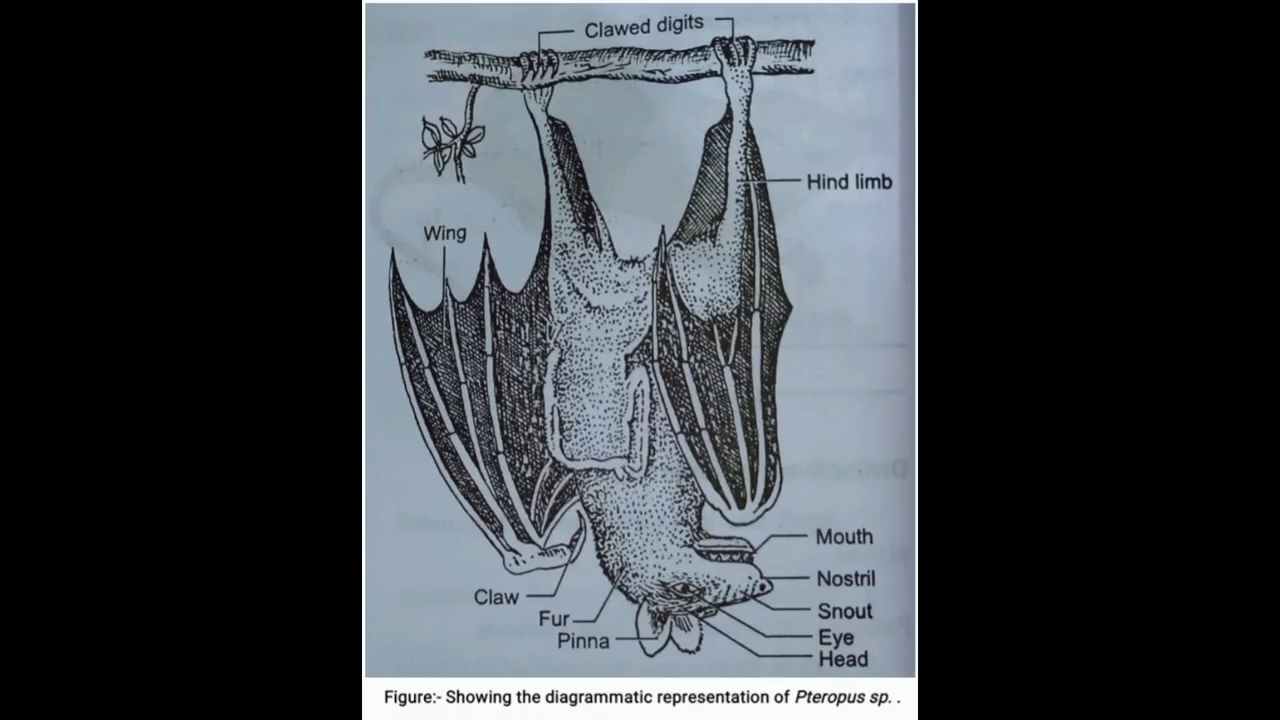 Clawed digits
Hind limb
Wing
Mouth
Nostril
Claw
Snout
Fur
Eye
Pinna
Head
Figure:- Showing the diagrammatic representation of Pteropus sp. .